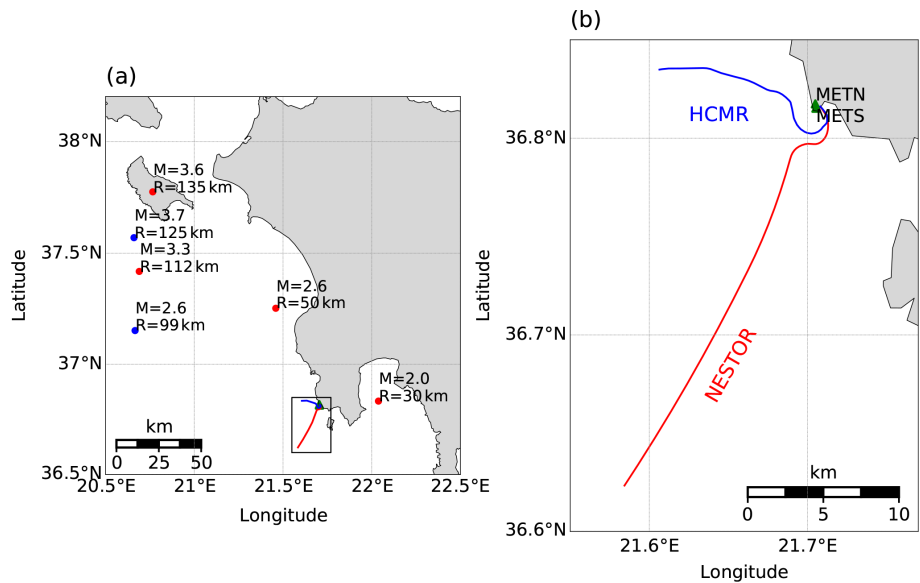 (a)
38°N
37.5°N
37°N
36.5°N
Latitude
M=3.6
R=135 km
M=3.7
R=125 km
M=3.3
R=112 km
M=2.6
R=99 km
M=2.6
R=50 km
M=2.0
R=30 km
km
0 25 50
20.5°E 21°E 21.5°E 22°E 22.5°E
Longitude
(b)
36.8°N
36.7°N
36.6°N
Latitude
METN
METS
HCMR
NESTOR
km
0 5 10
21.6°E 21.7°E
Longitude